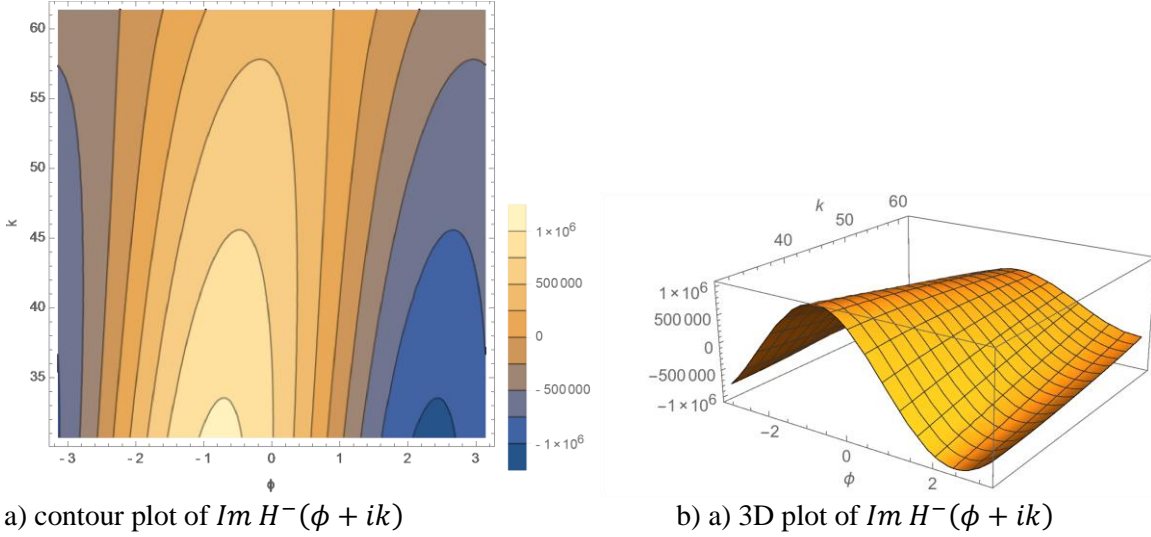 60
55
50
k
45
40
35
-3
-2
-1
0
1
2
3
ϕ
1 × 10⁶
500 000
0
- 500 000
- 1 × 10⁶
k
60
50
40
1 × 10⁶
500 000
0
−500 000
−1 × 10⁶
−2
0
ϕ
2
a) contour plot of Im H⁻(ϕ + ik)
b) a) 3D plot of Im H⁻(ϕ + ik)